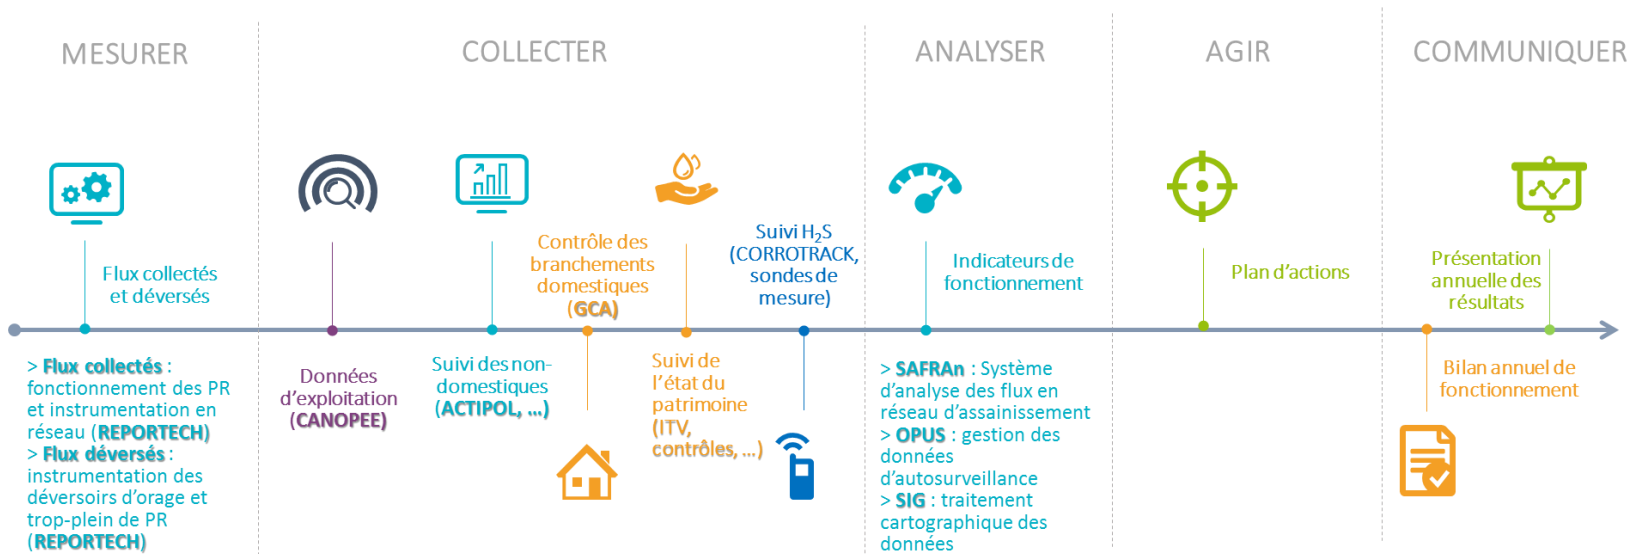 MESURER
COLLECTER
ANALYSER
AGIR
COMMUNIQUER
Flux collectés
et déversés
> Flux collectés :
fonctionnement des PR
et instrumentation en
réseau (REPORTECH)
> Flux déversés :
instrumentation des
déversoirs d’orage et
trop-plein de PR
(REPORTECH)
Données
d’exploitation
(CANOPEE)
Suivi des non-
domestiques
(ACTIPOL, ...)
Contrôle des
branchements
domestiques
(GCA)
Suivi de
l’état du
patrimoine
(ITV,
contrôles, ...)
Suivi H₂S
(CORROTRACK,
sondes de
mesure)
Indicateurs de
fonctionnement
> SAFRAn : Système
d’analyse des flux en
réseau d’assainissement
> OPUS : gestion des
données
d’autosurveillance
> SIG : traitement
cartographique des
données
Plan d’actions
Présentation
annuelle des
résultats
Bilan annuel de
fonctionnement